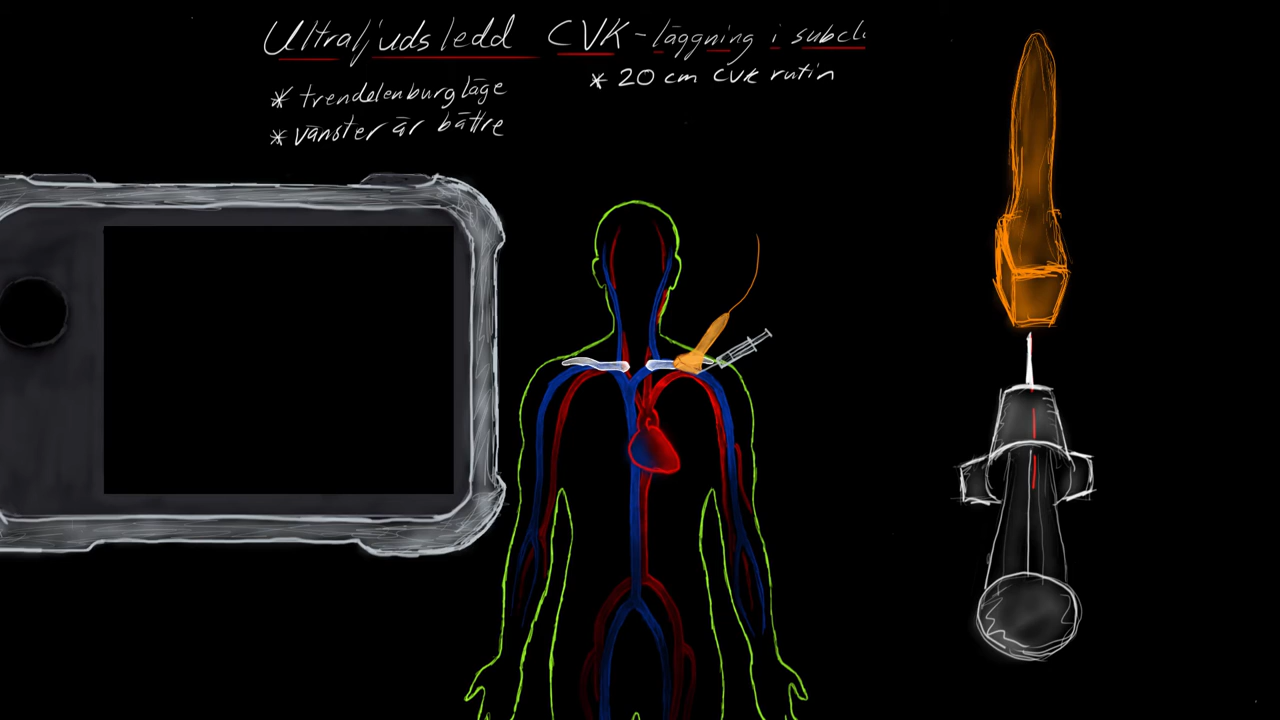 Ultraljudsledd CVK-läggning i subcl
* trendelenburgläge
* vänster är bättre
* 20 cm CVK rutin